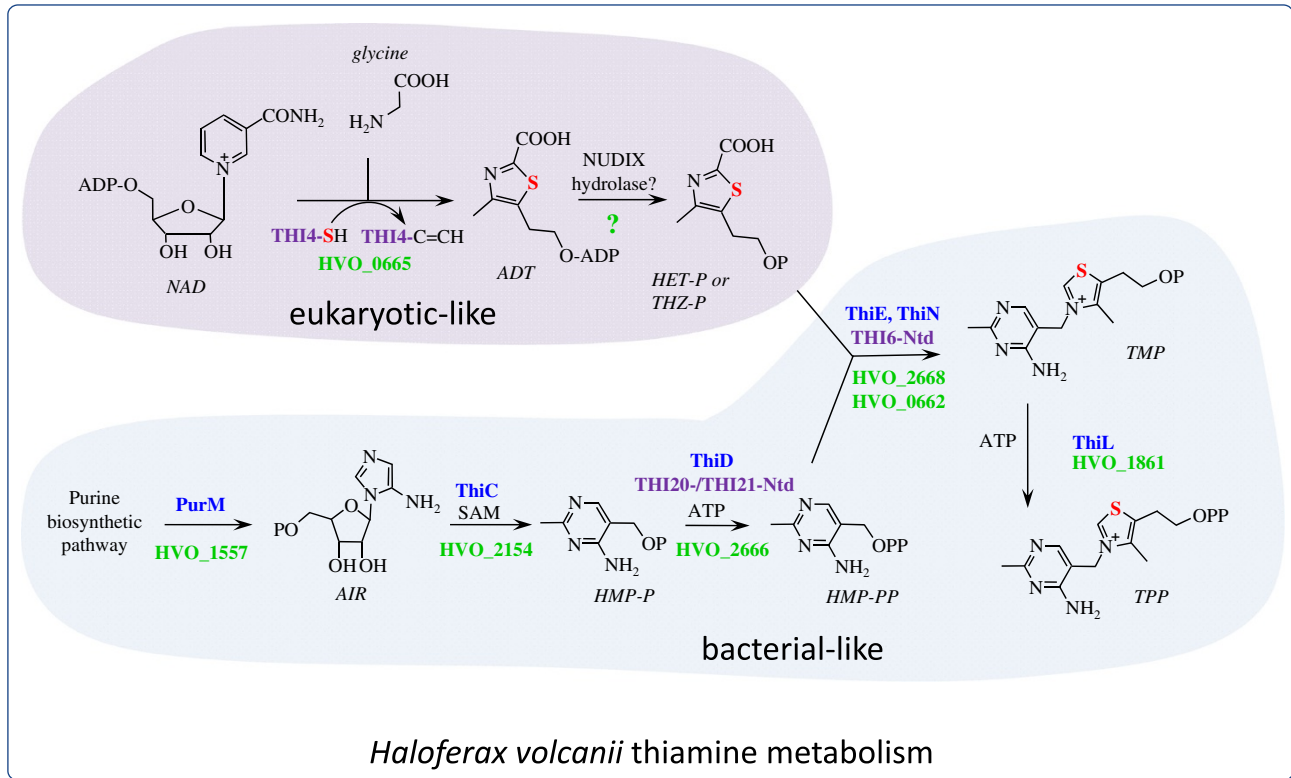 glycine
COOH
H2N
CONH2
N
+
ADP-O
O
OH OH
NAD
THI4-SH THI4-C=CH
HVO_0665
COOH
N
S
O-ADP
ADT
NUDIX
hydrolase?
?
COOH
N
S
OP
HET-P or
THZ-P
eukaryotic-like
ThiE, ThiN
THI6-Ntd
HVO_2668
HVO_0662
S
OP
N
+
N
N
NH2
TMP
ATP
ThiL
HVO_1861
Purine
biosynthetic
pathway
PurM
HVO_1557
N
N
NH2
PO
O
OH OH
AIR
ThiC
SAM
HVO_2154
N
N
OP
NH2
HMP-P
ThiD
THI20-/THI21-Ntd
ATP
HVO_2666
N
N
OPP
NH2
HMP-PP
S
OPP
N
+
N
N
NH2
TPP
bacterial-like
Haloferax volcanii thiamine metabolism